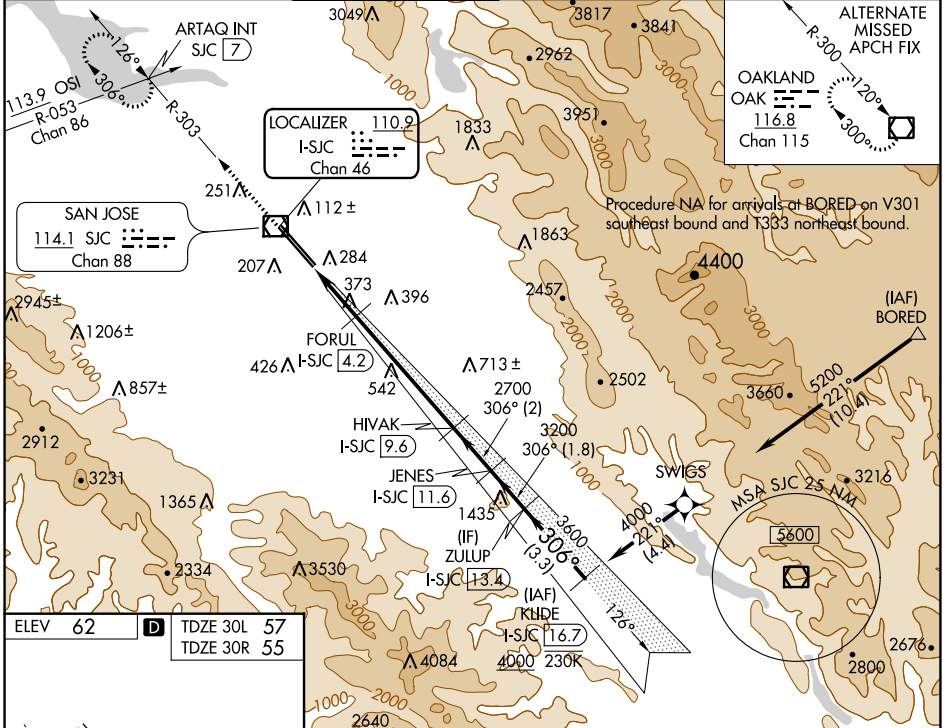 3049
3817
3841
2962
1000
3000
ARTAQ INT
SJC 7
126°
306°
113.9 OSI
R-053
Chan 86
R-303
LOCALIZER 110.9
I-SJC
Chan 46
1833
3951
3000
ALTERNATE
MISSED
APCH FIX
R-300
120°
300°
OAKLAND
OAK
116.8
Chan 115
251
112 ±
SAN JOSE
114.1 SJC
Chan 88
Procedure NA for arrivals at BORED on V301
southeast bound and T333 northeast bound.
207
284
1863
4400
373
396
2457
3000
2945±
1206±
FORUL
I-SJC 4.2
426
542
713 ±
2000
(IAF)
BORED
857±
1000
2700
306° (2)
2502
3660
5200
221°
(10.4)
2912
HIVAK
I-SJC 9.6
3200
306° (1.8)
1000
3231
JENES
I-SJC 11.6
SWIGS
3216
1365
1435
4000
221°
(4.4)
MSA SJC 25 NM
5600
(IF)
ZULUP
I-SJC 13.4
306°
(3.3)
3600
2334
3530
(IAF)
KLIDE
I-SJC 16.7
4000 230K
126°
3000
ELEV 62
D
TDZE 30L 57
TDZE 30R 55
4084
2800
2676
1000
2000
2640